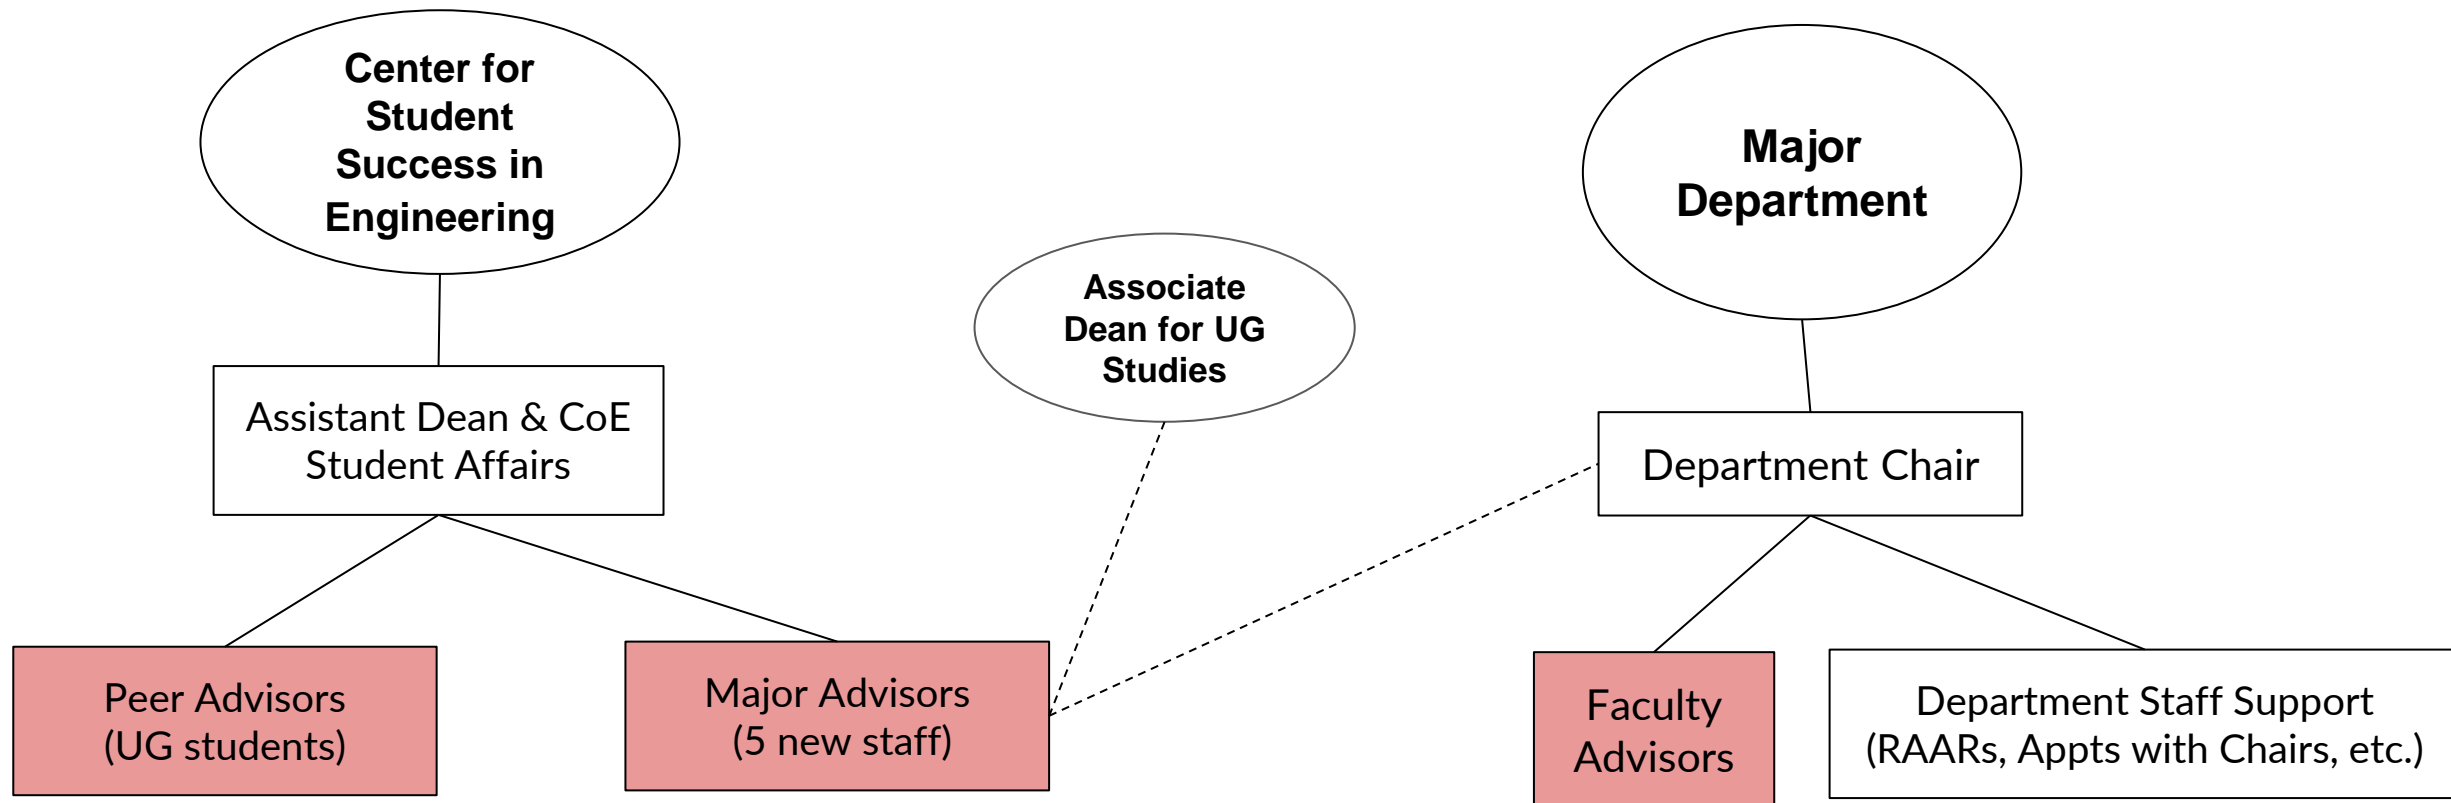 Center for
Student
Success in
Engineering
Major
Department
Associate
Dean for UG
Studies
Assistant Dean & CoE
Student Affairs
Department Chair
Peer Advisors
(UG students)
Major Advisors
(5 new staff)
Faculty
Advisors
Department Staff Support
(RAARs, Appts with Chairs, etc.)